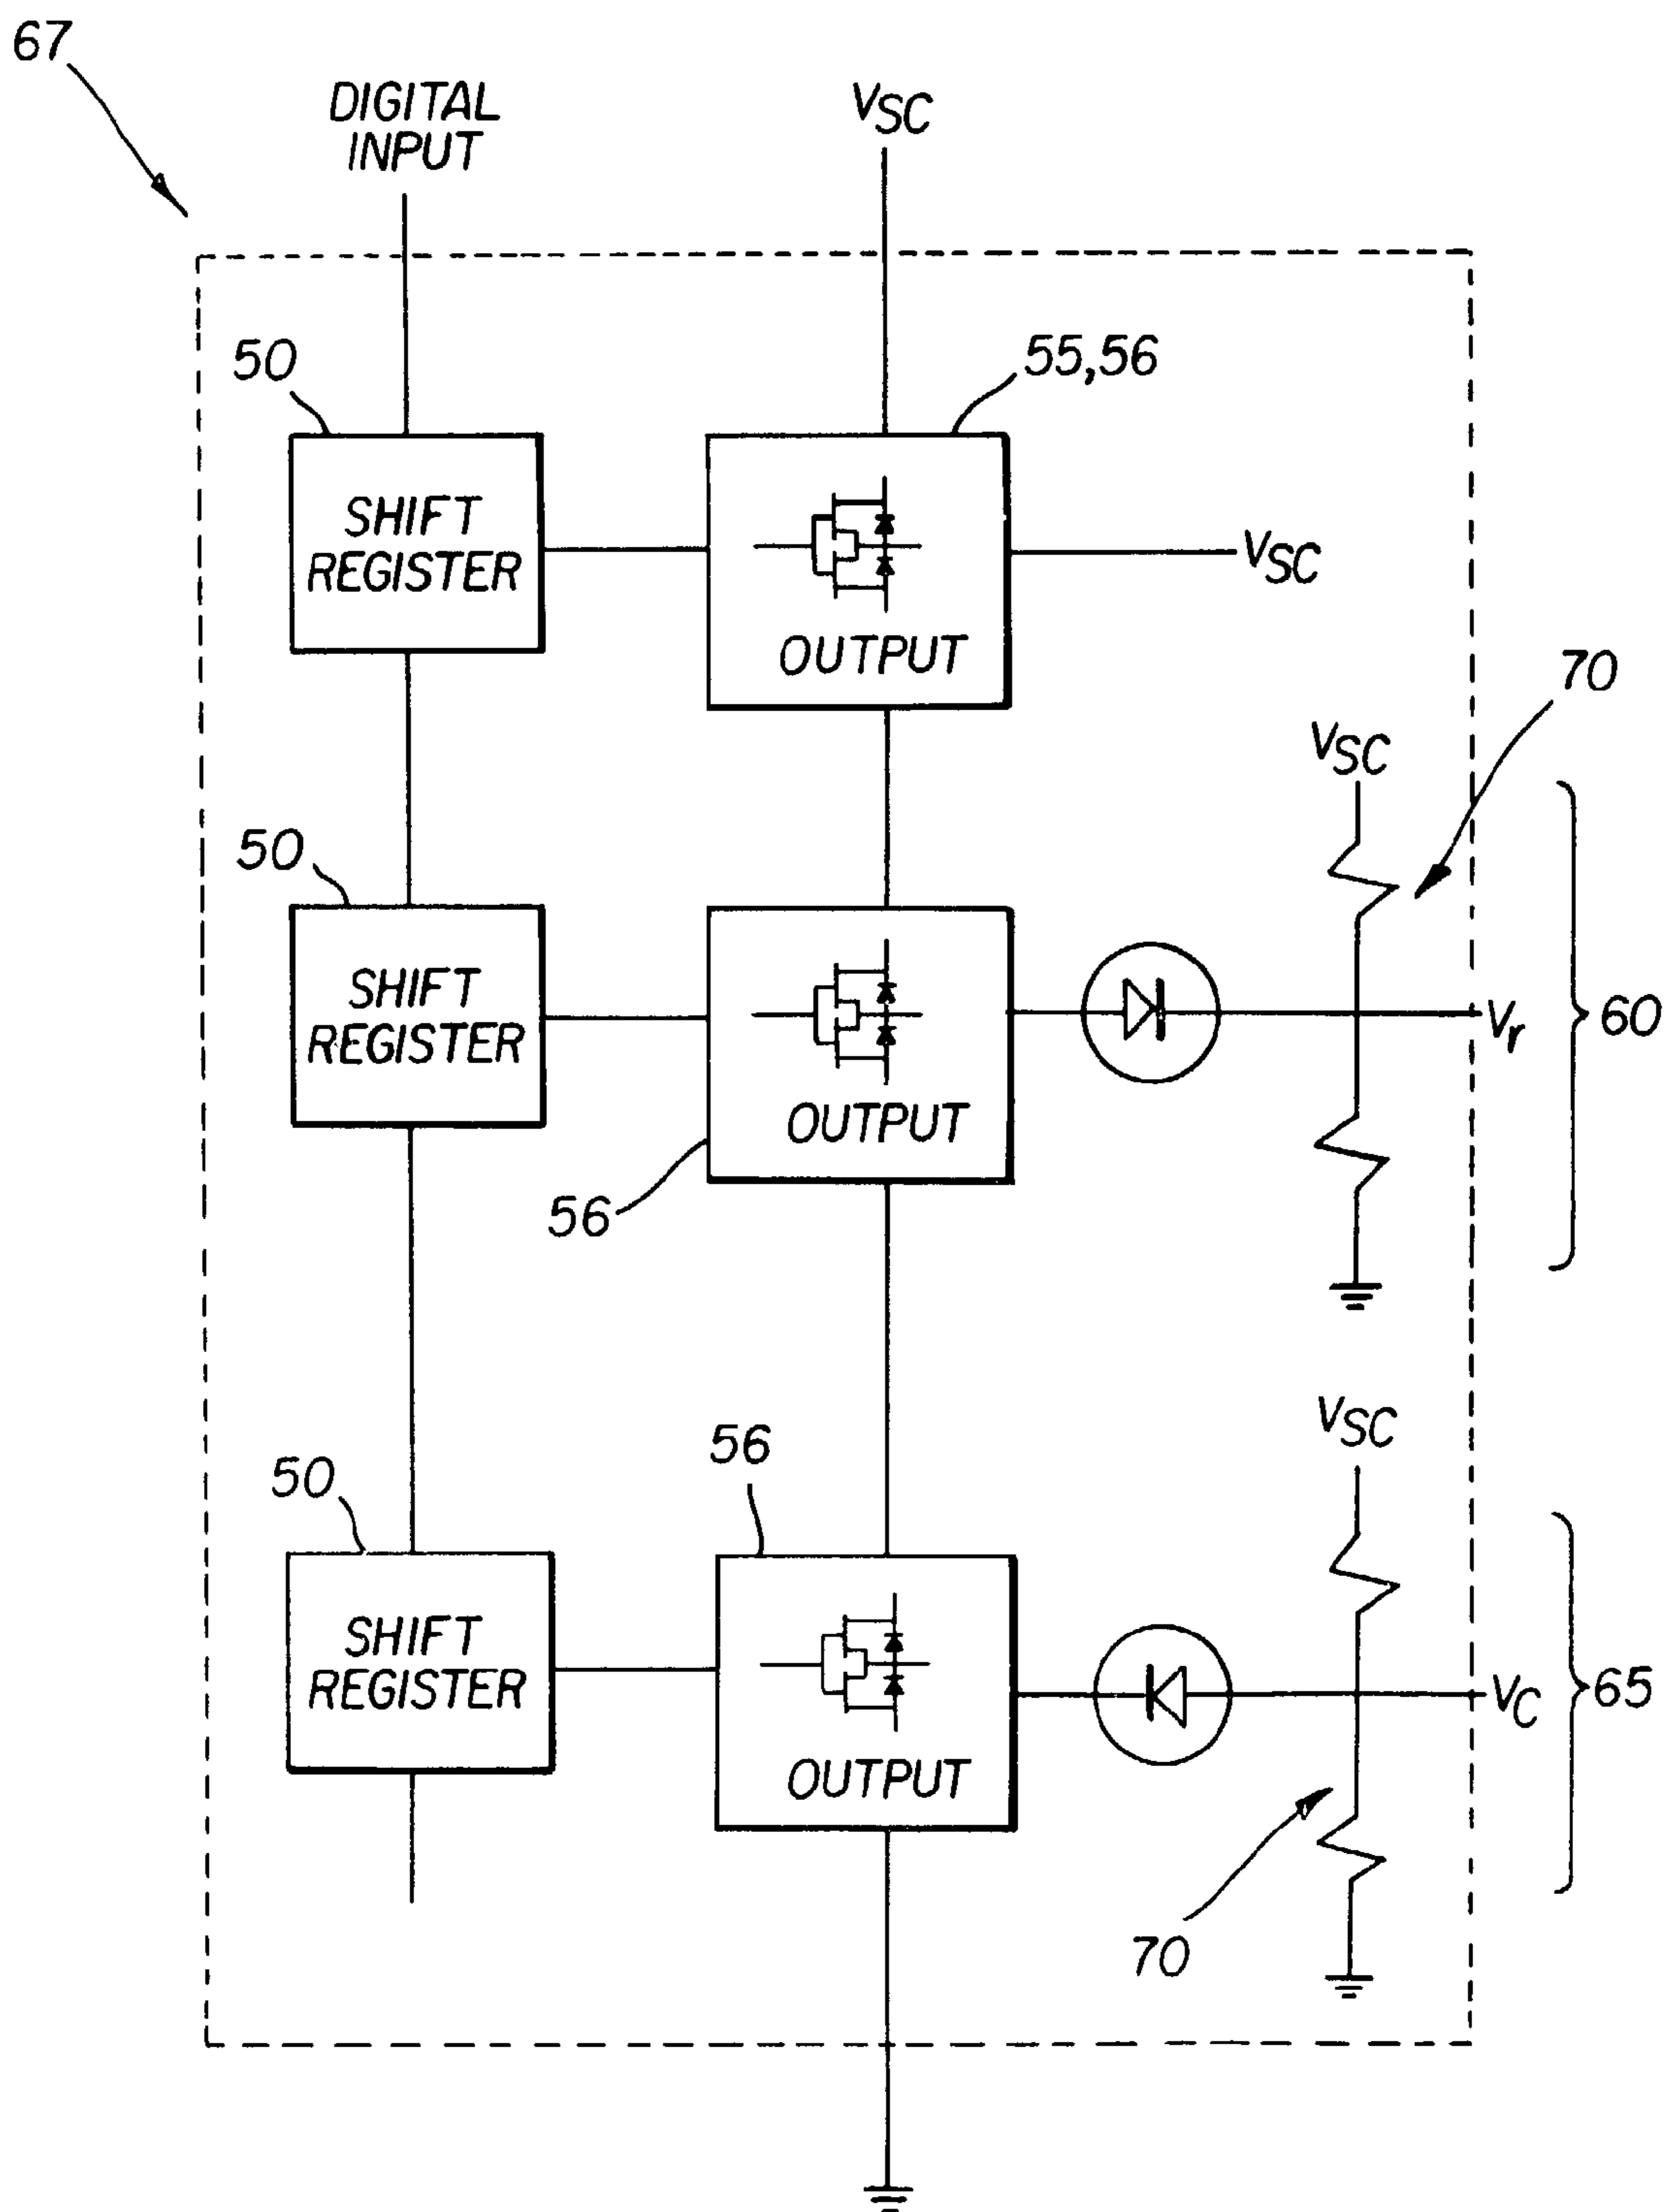 67
DIGITAL
INPUT
VSC
50
55,56
SHIFT
REGISTER
OUTPUT
VSC
70
VSC
50
SHIFT
REGISTER
OUTPUT
Vr
60
56
VSC
56
50
SHIFT
REGISTER
OUTPUT
VC
65
70